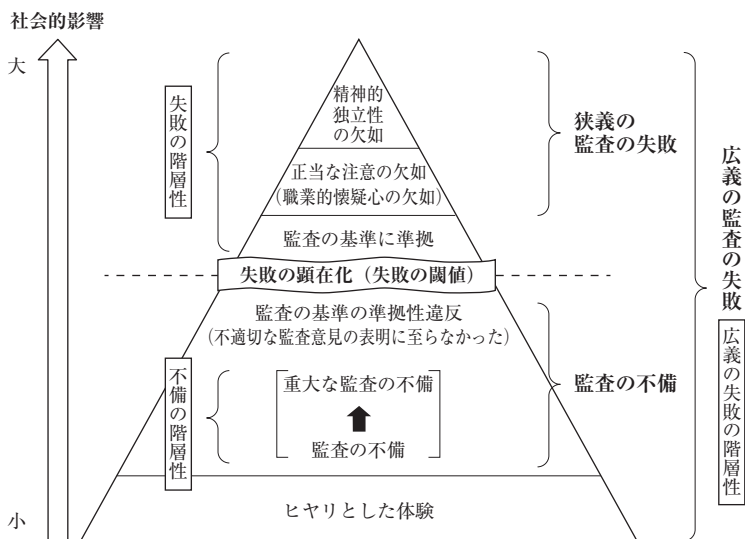 社会的影響
大
小
失敗の階層性
精神的
独立性
の欠如
正当な注意の欠如
（職業的懐疑心の欠如）
監査の基準に準拠
狭義の
監査の失敗
失敗の顕在化（失敗の閾値）
監査の基準の準拠性違反
（不適切な監査意見の表明に至らなかった）
不備の階層性
重大な監査の不備
監査の不備
監査の不備
ヒヤリとした体験
広義の監査の失敗
広義の失敗の階層性